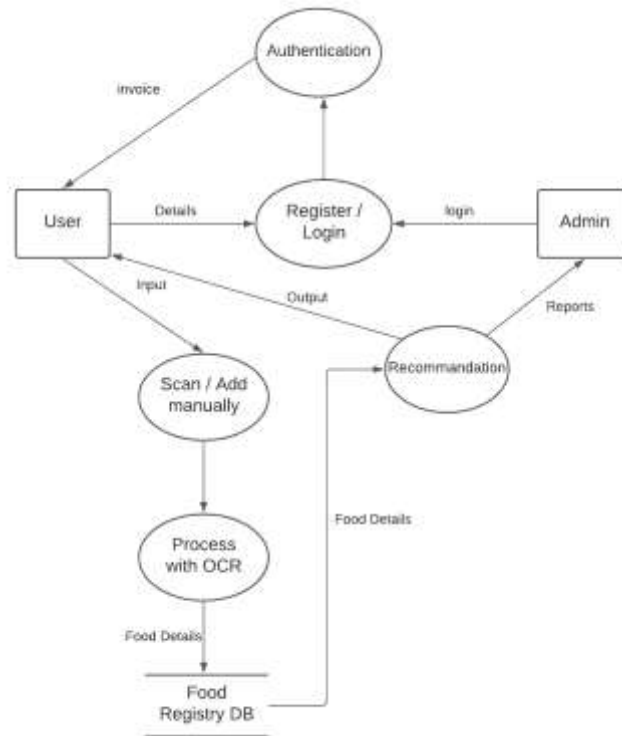 Authentication
invoice
User
Details
Register /
Login
login
Admin
Input
Output
Reports
Scan / Add
manually
Recommandation
Food Details
Process
with OCR
Food Details
Food
Registry DB